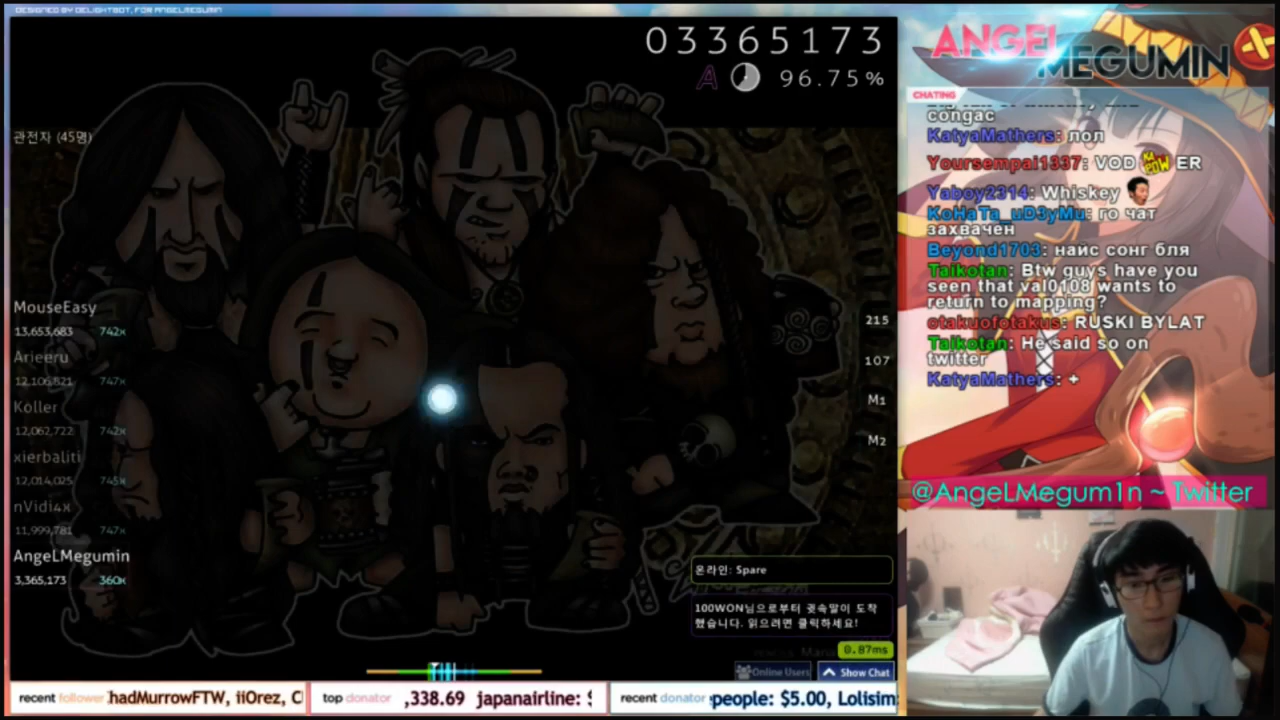 DESIGNED BY DELIGHTBOT, FOR ANGELMEGUMIN
03365173
A 96.75%
관전자 (45명)
MouseEasy
13,653,683 742x
Arieeru
12,106,821 747x
Koller
12,062,722 742x
xierbaliti
12,014,025 745x
nVidi4x
11,999,781 747x
AngeLMegumin
3,365,173 360x
215
107
M1
M2
온라인: Spare
100WON님으로부터 귓속말이 도착
했습니다. 읽으려면 클릭하세요!
0.87ms
Online Users
Show Chat
recent follower hadMurrowFTW, iiOrez, C
top donator ,338.69 japanairline: $
recent donator people: $5.00, Lolisim
ANGEL
MEGUMIN
CHATING
congac
KatyaMathers: лол
Yoursempai1337: VOD KAPOW ER
Yaboy2314: Whiskey
KoHaTa_uD3yMu: го чат
захвачен
Beyond1703: найс сонг бля
Taikotan: Btw guys have you
seen that val0108 wants to
return to mapping?
otakuofotakus: RUSKI BYLAT
Taikotan: He said so on
twitter
KatyaMathers: +
@AngeLMegum1n ~ Twitter